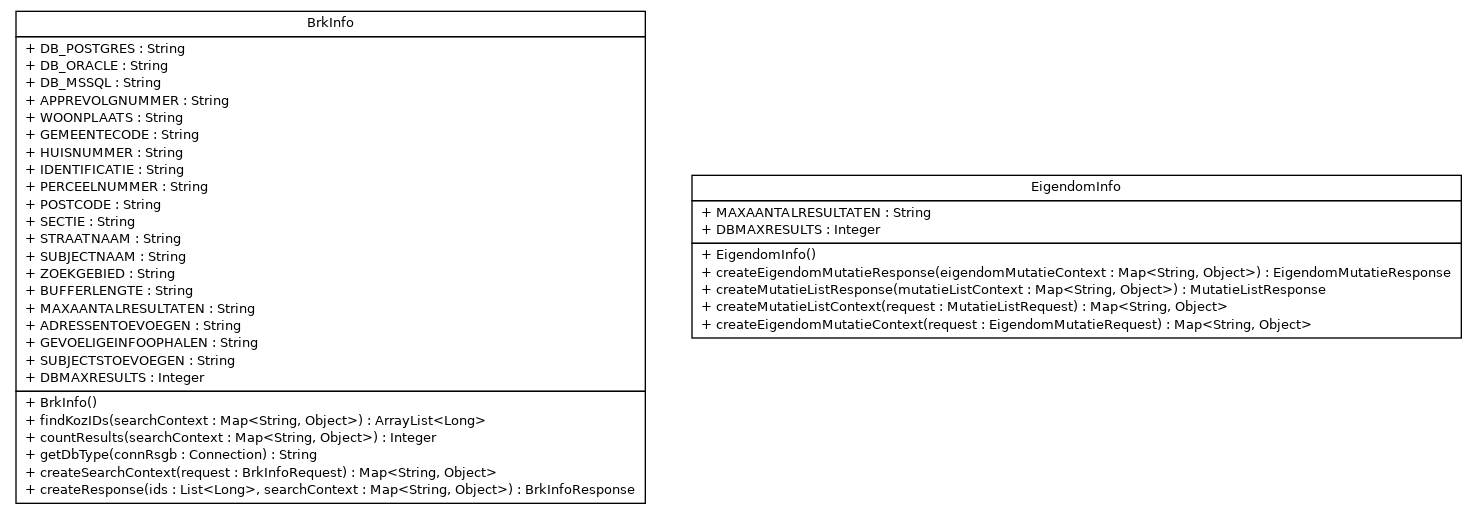 BrkInfo
+ DB_POSTGRES : String
+ DB_ORACLE : String
+ DB_MSSQL : String
+ APPREVOLGNUMMER : String
+ WOONPLAATS : String
+ GEMEENTECODE : String
+ HUISNUMMER : String
+ IDENTIFICATIE : String
+ PERCEELNUMMER : String
+ POSTCODE : String
+ SECTIE : String
+ STRAATNAAM : String
+ SUBJECTNAAM : String
+ ZOEKGEBIED : String
+ BUFFERLENGTE : String
+ MAXAANTALRESULTATEN : String
+ ADRESSENTOEVOEGEN : String
+ GEVOELIGEINFOOPHALEN : String
+ SUBJECTSTOEVOEGEN : String
+ DBMAXRESULTS : Integer
+ BrkInfo()
+ findKozIDs(searchContext : Map<String, Object>) : ArrayList<Long>
+ countResults(searchContext : Map<String, Object>) : Integer
+ getDbType(connRsgb : Connection) : String
+ createSearchContext(request : BrkInfoRequest) : Map<String, Object>
+ createResponse(ids : List<Long>, searchContext : Map<String, Object>) : BrkInfoResponse
EigendomInfo
+ MAXAANTALRESULTATEN : String
+ DBMAXRESULTS : Integer
+ EigendomInfo()
+ createEigendomMutatieResponse(eigendomMutatieContext : Map<String, Object>) : EigendomMutatieResponse
+ createMutatieListResponse(mutatieListContext : Map<String, Object>) : MutatieListResponse
+ createMutatieListContext(request : MutatieListRequest) : Map<String, Object>
+ createEigendomMutatieContext(request : EigendomMutatieRequest) : Map<String, Object>